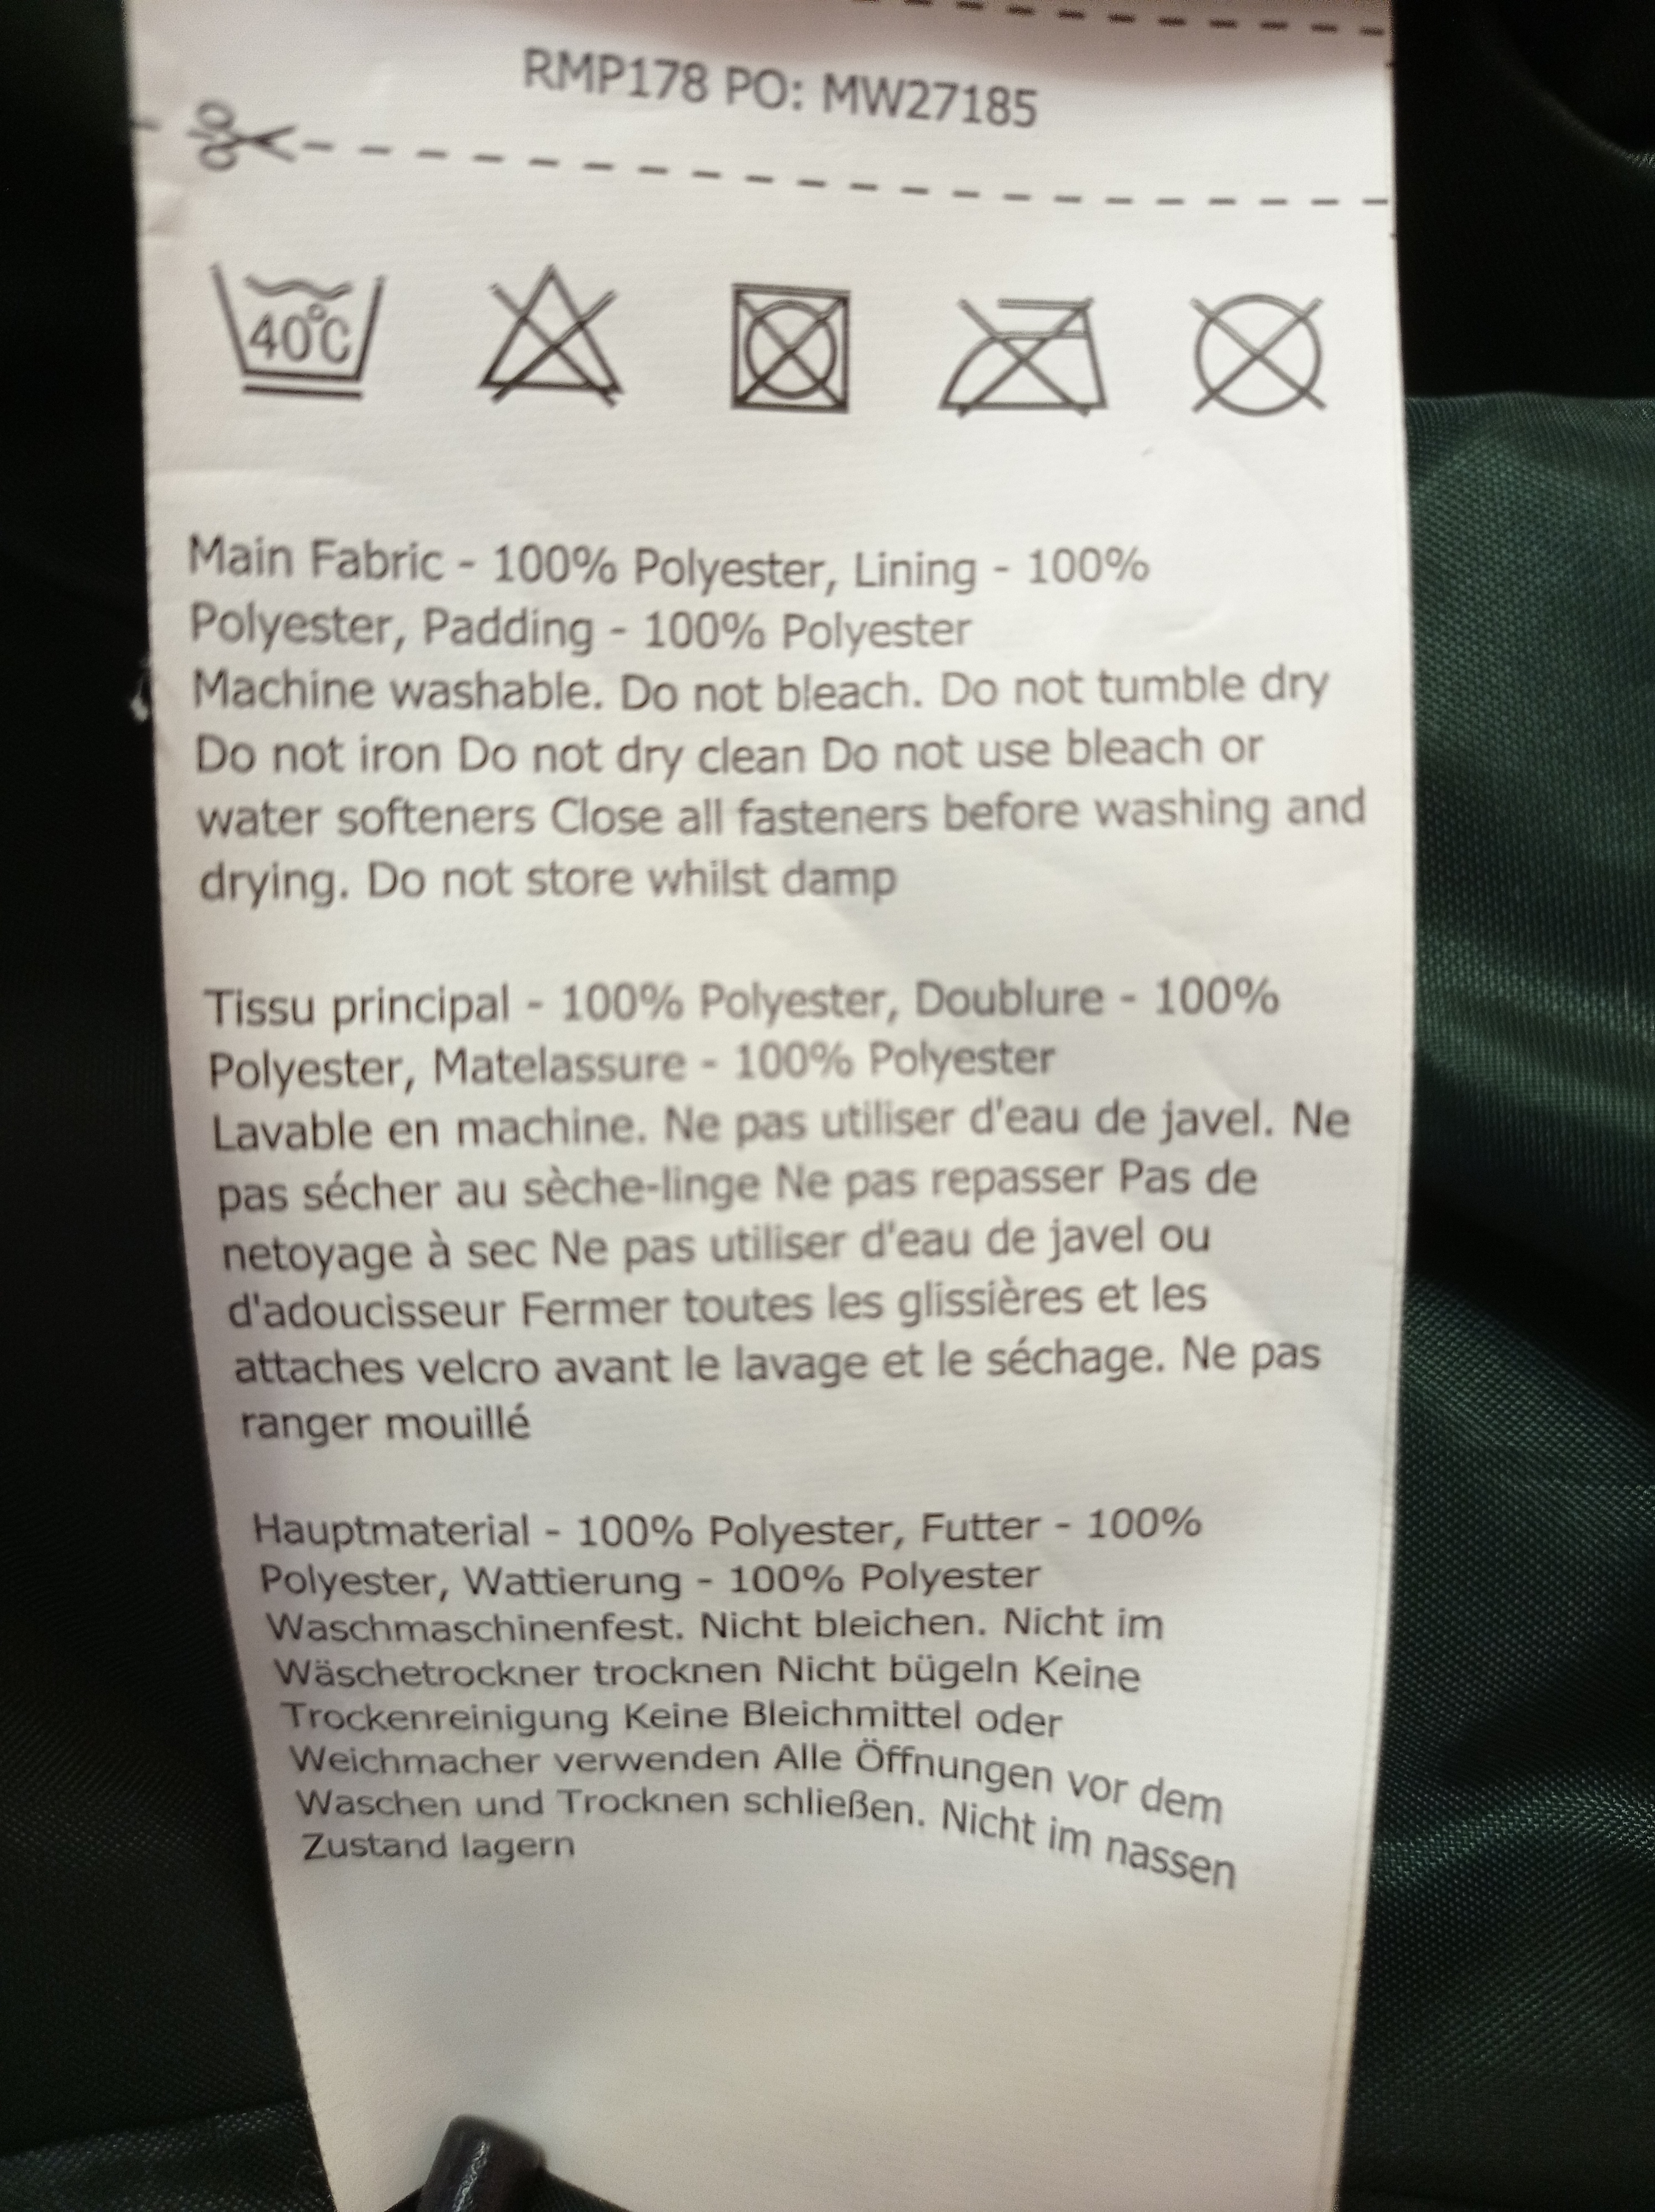 RMP178 PO: MW27185
40°C
Main Fabric - 100% Polyester, Lining - 100%
Polyester, Padding - 100% Polyester
Machine washable. Do not bleach. Do not tumble dry
Do not iron Do not dry clean Do not use bleach or
water softeners Close all fasteners before washing and
drying. Do not store whilst damp
Tissu principal - 100% Polyester, Doublure - 100%
Polyester, Matelassure - 100% Polyester
Lavable en machine. Ne pas utiliser d'eau de javel. Ne
pas sécher au sèche-linge Ne pas repasser Pas de
netoyage à sec Ne pas utiliser d'eau de javel ou
d'adoucisseur Fermer toutes les glissières et les
attaches velcro avant le lavage et le séchage. Ne pas
ranger mouillé
Hauptmaterial - 100% Polyester, Futter - 100%
Polyester, Wattierung - 100% Polyester
Waschmaschinenfest. Nicht bleichen. Nicht im
Wäschetrockner trocknen Nicht bügeln Keine
Trockenreinigung Keine Bleichmittel oder
Weichmacher verwenden Alle Öffnungen vor dem
Waschen und Trocknen schließen. Nicht im nassen
Zustand lagern